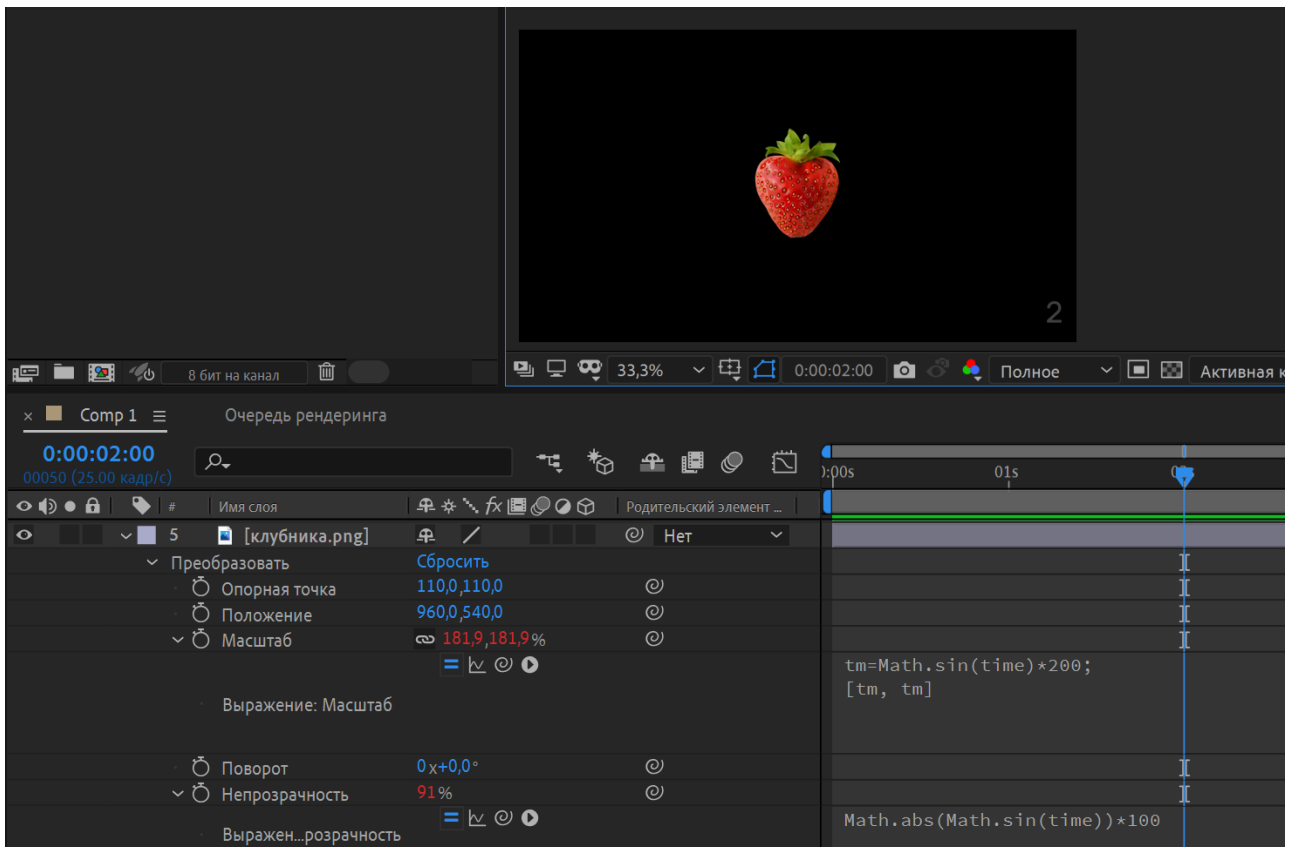 2
8 бит на канал
33,3%
0:00:02:00
Полное
Активная к
× Comp 1 ☰
Очередь рендеринга
0:00:02:00
00050 (25.00 кадр/с)
):00s
01s
# Имя слоя
fx
Родительский элемент ...
5 [клубника.png]
Нет
Преобразовать
Сбросить
Опорная точка
110,0,110,0
Положение
960,0,540,0
Масштаб
181,9,181,9%
tm=Math.sin(time)*200;
[tm, tm]
Выражение: Масштаб
Поворот
0x+0,0°
Непрозрачность
91%
Math.abs(Math.sin(time))*100
Выражен...розрачность